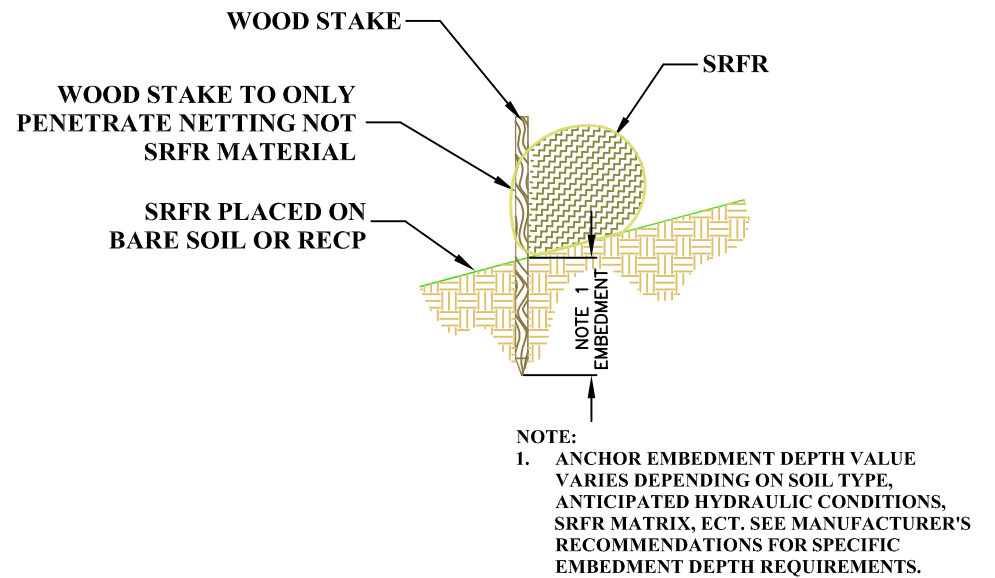 WOOD STAKE
SRFR
WOOD STAKE TO ONLY
PENETRATE NETTING NOT
SRFR MATERIAL
SRFR PLACED ON
BARE SOIL OR RECP
NOTE 1
EMBEDMENT
NOTE:
1. ANCHOR EMBEDMENT DEPTH VALUE
VARIES DEPENDING ON SOIL TYPE,
ANTICIPATED HYDRAULIC CONDITIONS,
SRFR MATRIX, ECT. SEE MANUFACTURER'S
RECOMMENDATIONS FOR SPECIFIC
EMBEDMENT DEPTH REQUIREMENTS.